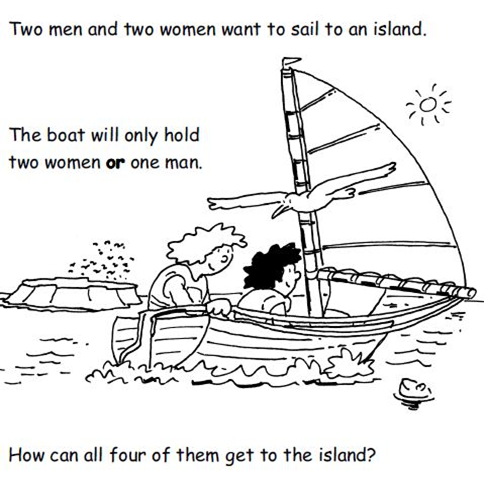 Two men and two women want to sail to an island.
The boat will only hold
two women or one man.
How can all four of them get to the island?